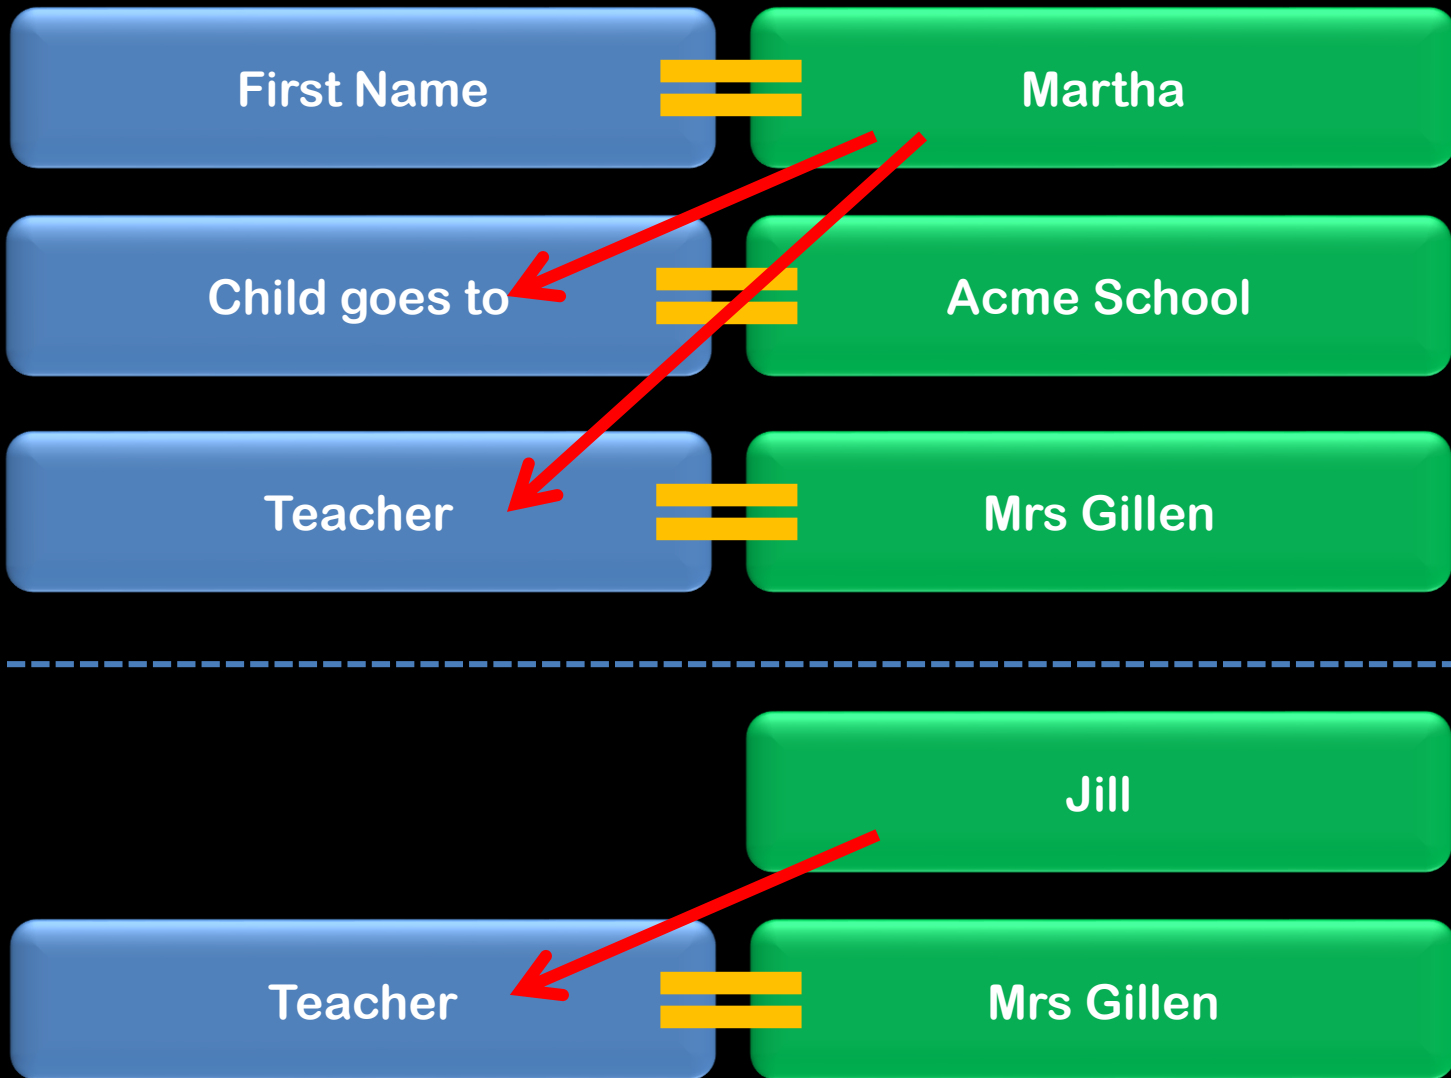 First Name
Martha
Child goes to
Acme School
Teacher
Mrs Gillen
Jill
Teacher
Mrs Gillen